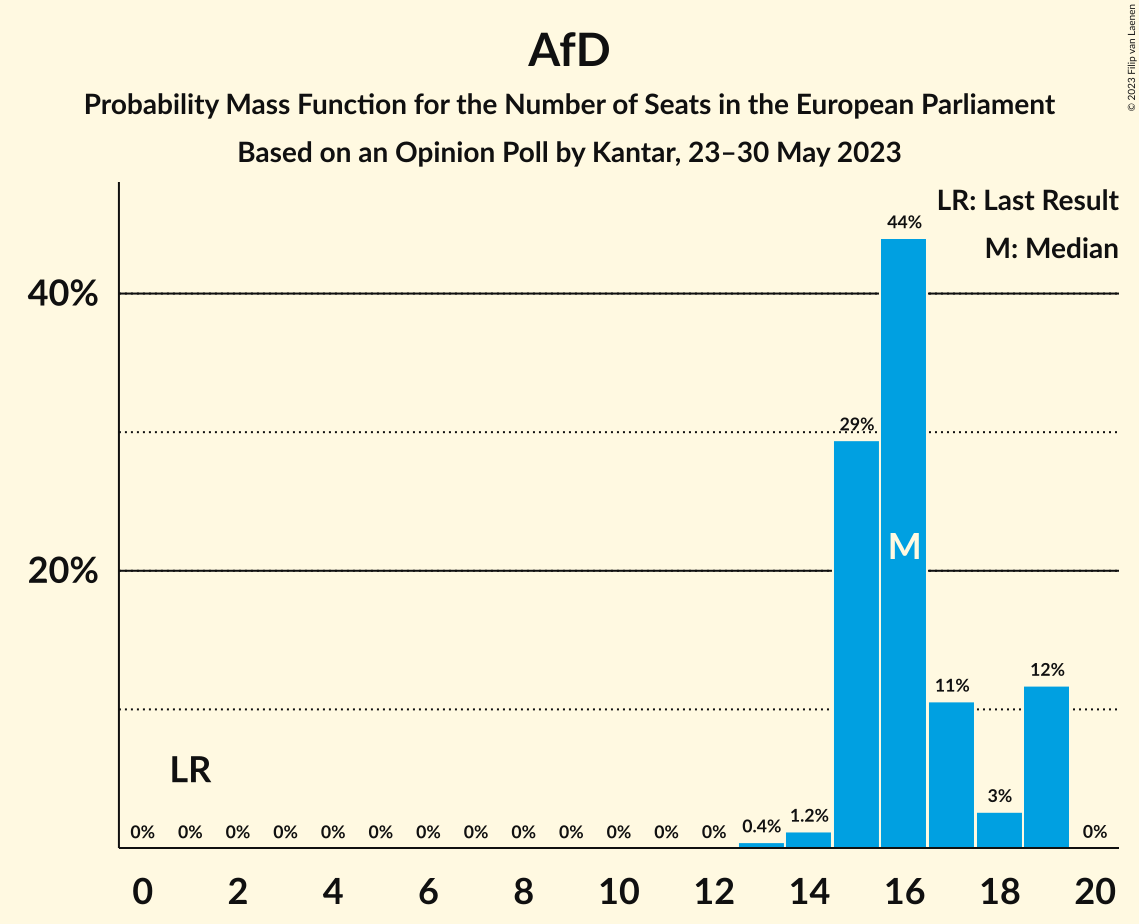 AfD
Probability Mass Function for the Number of Seats in the European Parliament
Based on an Opinion Poll by Kantar, 23–30 May 2023
© 2023 Filip van Laenen
LR: Last Result
M: Median
44%
40%
29%
M
20%
12%
11%
LR
3%
1.2%
0.4%
0% 0% 0% 0% 0% 0% 0% 0% 0% 0% 0% 0% 0% 0%
0 2 4 6 8 10 12 14 16 18 20